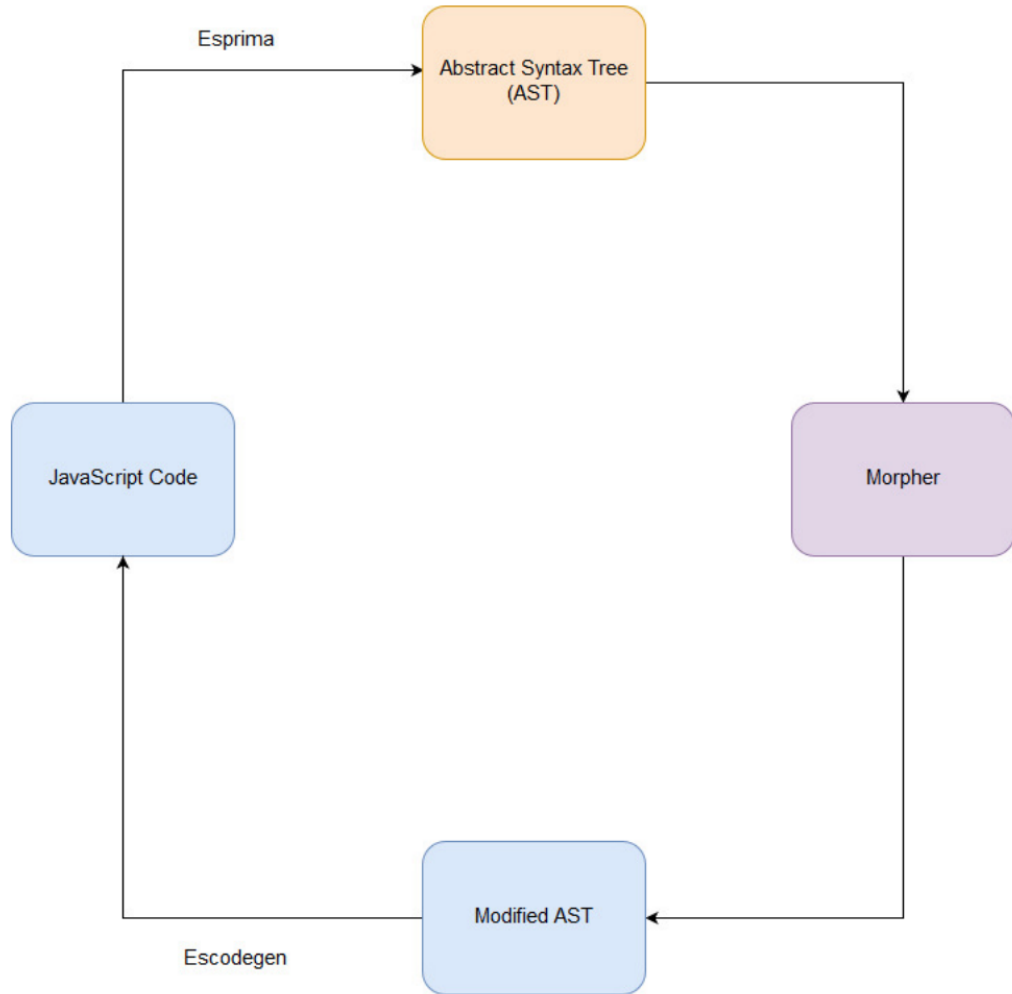 Esprima
Abstract Syntax Tree
(AST)
JavaScript Code
Morpher
Modified AST
Escodegen